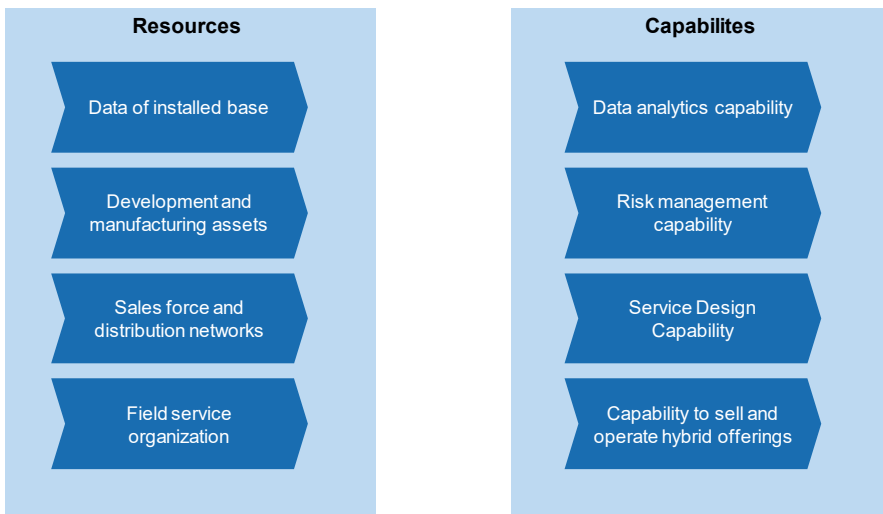 Resources
Data of installed base
Development and
manufacturing assets
Sales force and
distribution networks
Field service
organization
Capabilites
Data analytics capability
Risk management
capability
Service Design
Capability
Capability to sell and
operate hybrid offerings